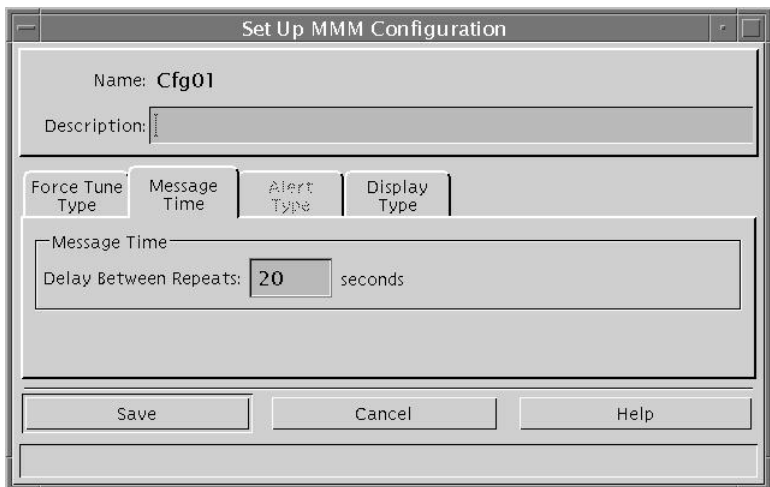 Set Up MMM Configuration
Name: Cfg01
Description:
Force Tune Type
Message Time
Alert Type
Display Type
Message Time
Delay Between Repeats: 20 seconds
Save Cancel Help